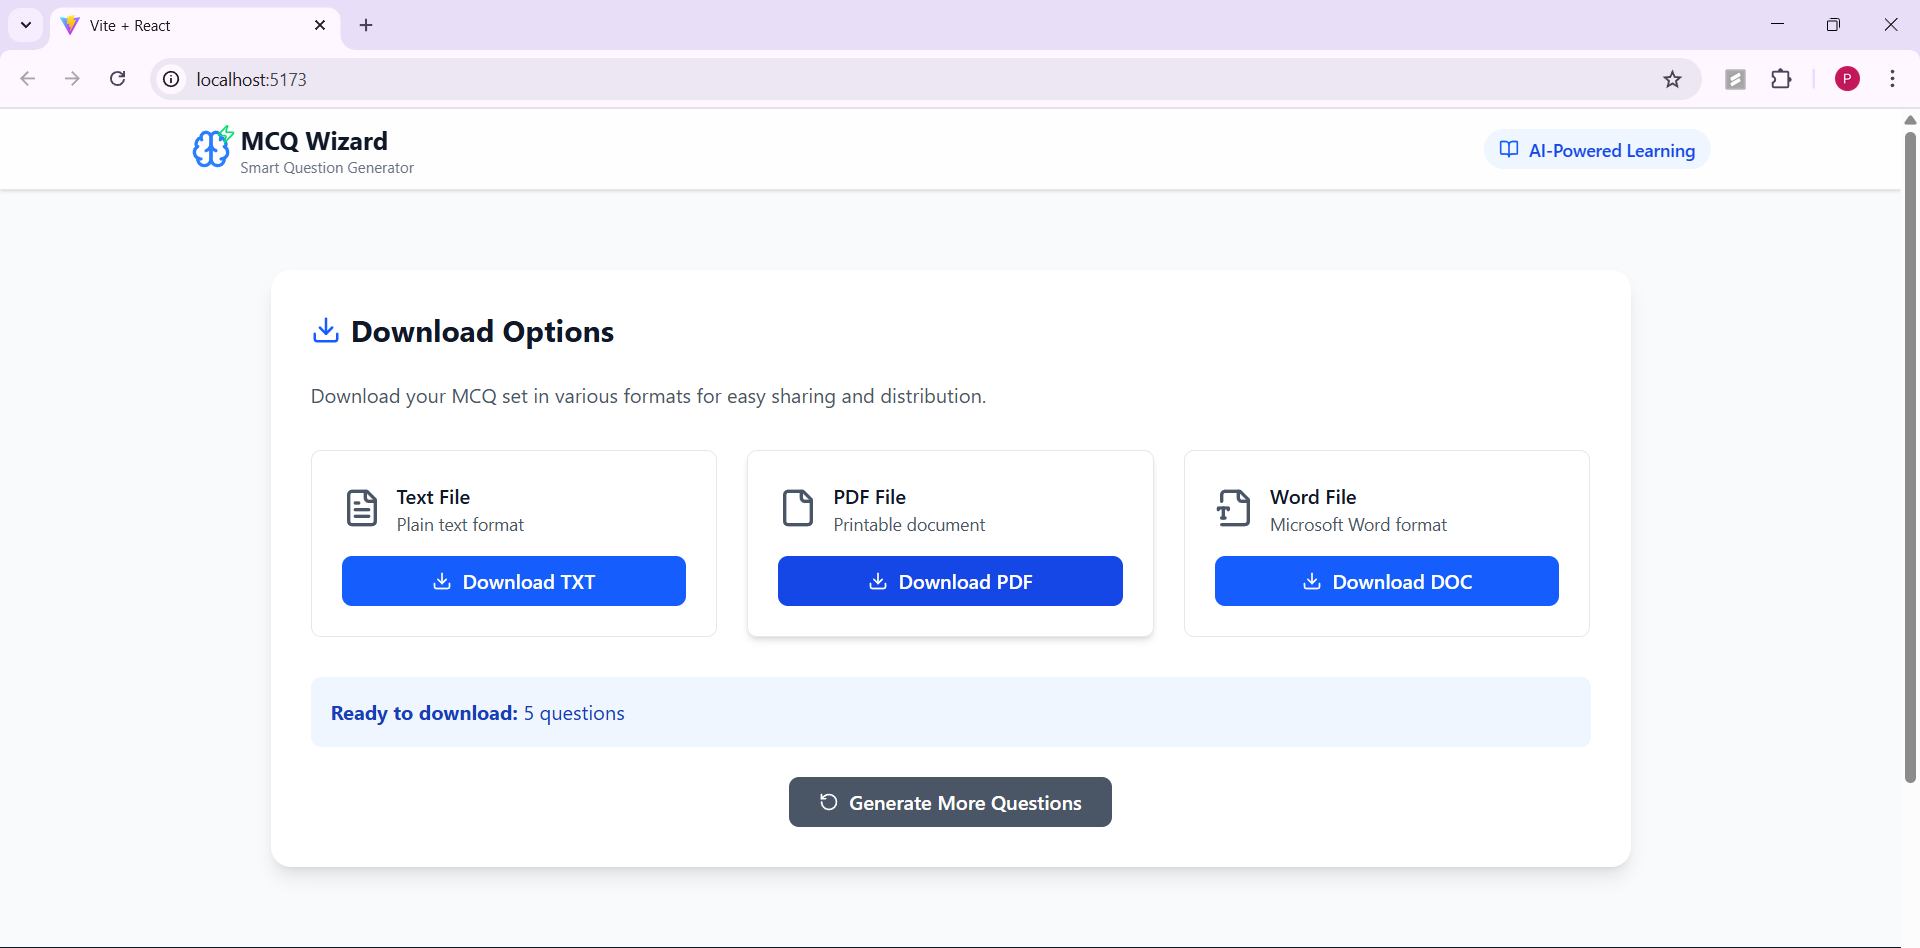 Vite + React
localhost:5173
P
MCQ Wizard
Smart Question Generator
AI-Powered Learning
Download Options
Download your MCQ set in various formats for easy sharing and distribution.
Text File
Plain text format
Download TXT
PDF File
Printable document
Download PDF
T
Word File
Microsoft Word format
Download DOC
Ready to download: 5 questions
Generate More Questions